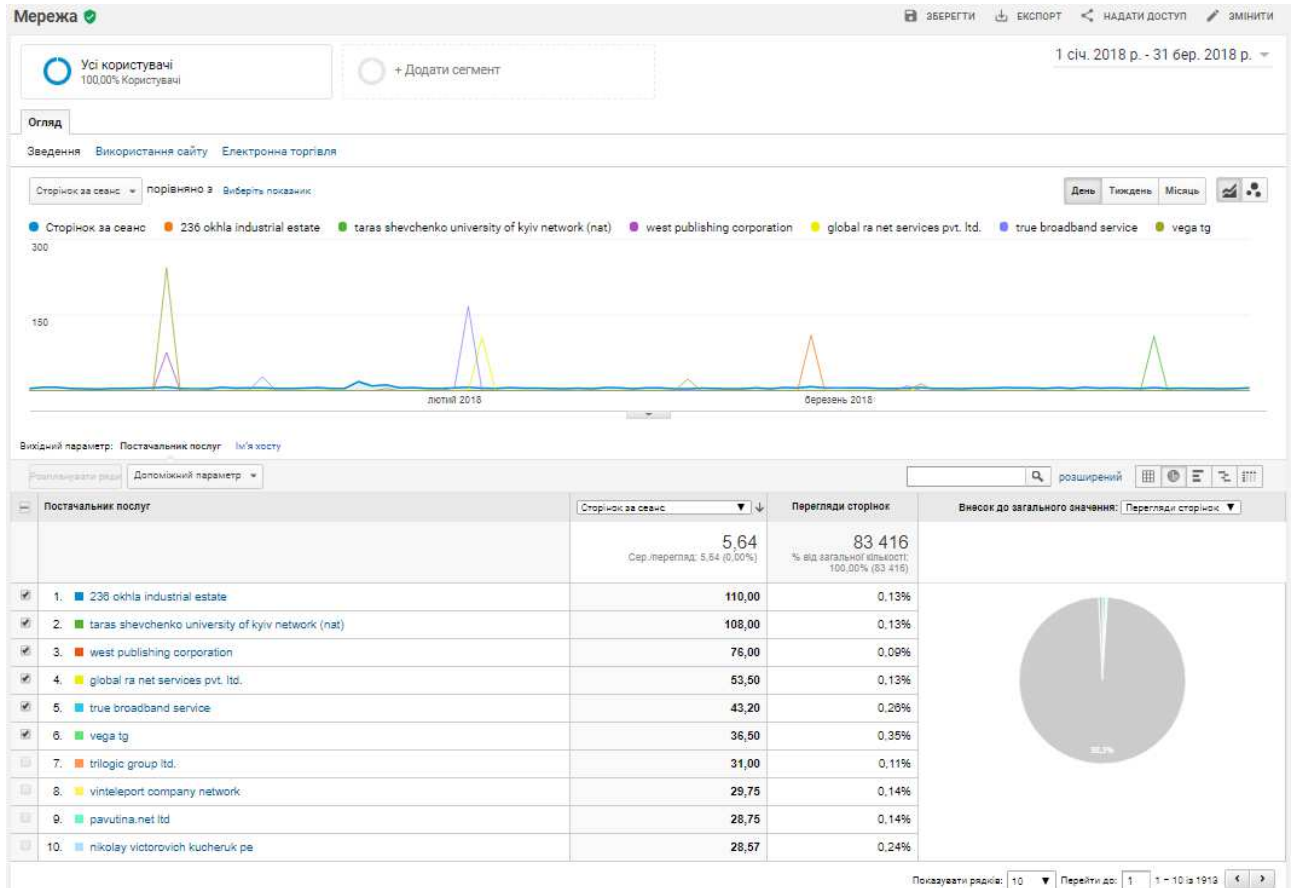 Мережа
ЗБЕРЕГТИ ЕКСПОРТ НАДАТИ ДОСТУП ЗМІНИТИ
Усі користувачі
100,00% Користувачі
+ Додати сегмент
1 січ. 2018 р. - 31 бер. 2018 р.
Огляд
Зведення Використання сайту Електронна торгівля
Сторінок за сеанс порівняно з Виберіть показник
День Тиждень Місяць
Сторінок за сеанс 236 okhla industrial estate taras shevchenko university of kyiv network (nat) west publishing corporation global ra net services pvt. ltd. true broadband service vega tg
300
150
лютий 2018 березень 2018
Вихідний параметр: Постачальник послуг Ім'я хосту
Розпланувати рядки Допоміжний параметр
розширений
Постачальник послуг Сторінок за сеанс Перегляди сторінок Внесок до загального значення: Перегляди сторінок
5,64 83 416
Сер./перегляд: 5,64 (0,00%) % від загальної кількості:
100,00% (83 416)
1. 236 okhla industrial estate 110,00 0,13%
2. taras shevchenko university of kyiv network (nat) 108,00 0,13%
3. west publishing corporation 76,00 0,09%
4. global ra net services pvt. ltd. 53,50 0,13%
5. true broadband service 43,20 0,26%
6. vega tg 36,50 0,35%
7. trilogic group ltd. 31,00 0,11%
8. vinteleport company network 29,75 0,14%
9. pavutina.net ltd 28,75 0,14%
10. nikolay victorovich kucheruk pe 28,57 0,24%
Показувати рядків: 10 Перейти до: 1 1 – 10 із 1913